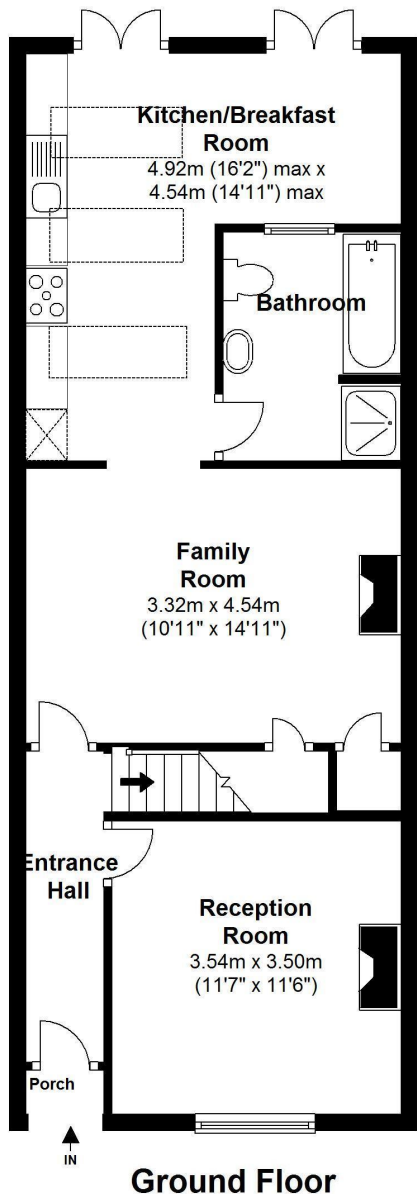 Kitchen/Breakfast
Room
4.92m (16'2") max x
4.54m (14'11") max
Bathroom
Family
Room
3.32m x 4.54m
(10'11" x 14'11")
Entrance
Hall
Reception
Room
3.54m x 3.50m
(11'7" x 11'6")
Porch
IN
Ground Floor